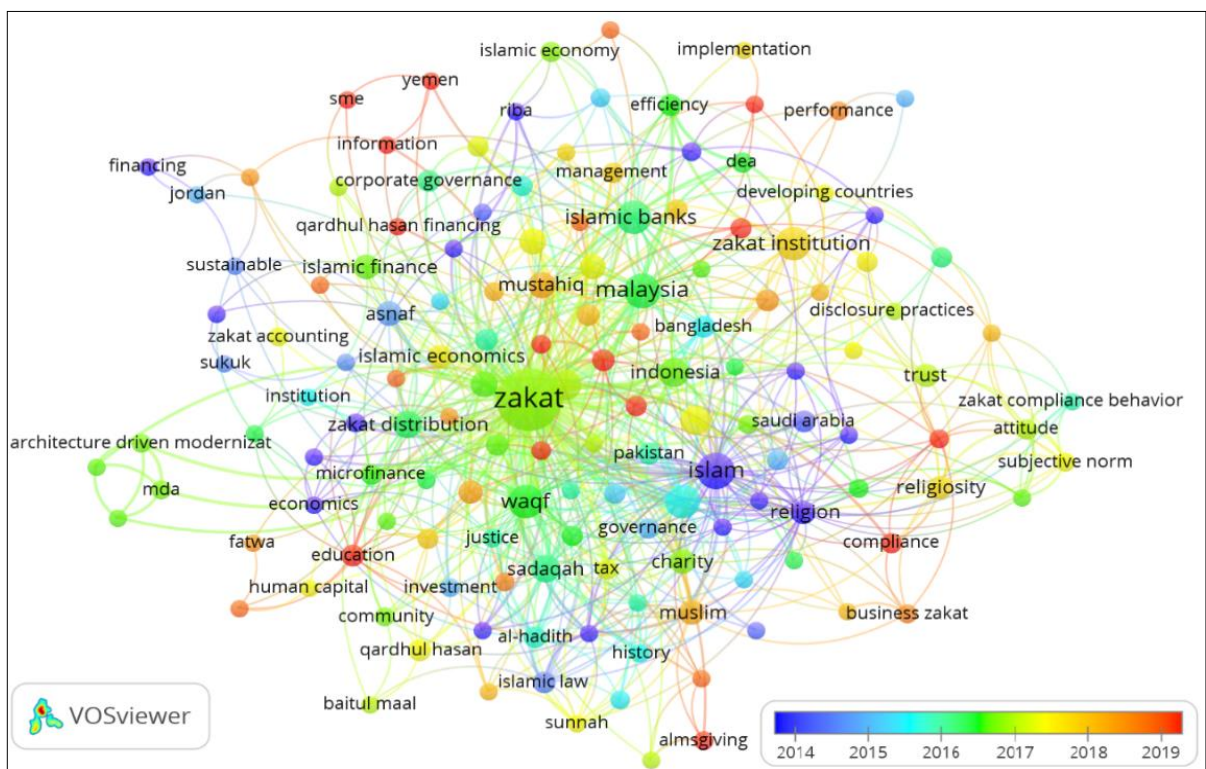 islamic economy
implementation
yemen
sme
riba
efficiency
performance
information
financing
corporate governance
management
dea
jordan
developing countries
qardhul hasan financing
islamic banks
zakat institution
sustainable
islamic finance
mustahiq
malaysia
asnaf
disclosure practices
zakat accounting
bangladesh
sukuk
islamic economics
indonesia
trust
institution
zakat
zakat compliance behavior
zakat distribution
saudi arabia
attitude
architecture driven modernizat
pakistan
subjective norm
microfinance
islam
mda
religiosity
economics
waqf
religion
governance
fatwa
justice
compliance
education
sadaqah
tax
charity
human capital
investment
community
muslim
business zakat
al-hadith
qardhul hasan
history
islamic law
baitul maal
sunnah
almsgiving
VOSviewer
2014 2015 2016 2017 2018 2019